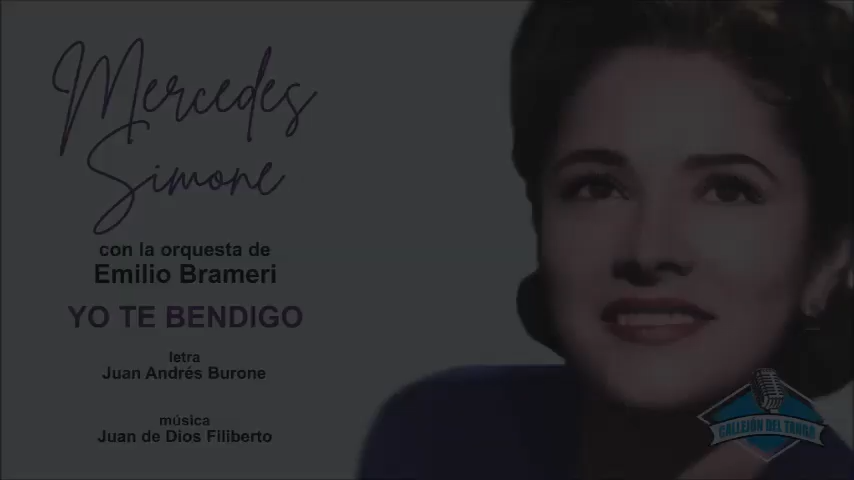 Mercedes
Simone
con la orquesta de
Emilio Brameri
YO TE BENDIGO
letra
Juan Andrés Burone
música
Juan de Dios Filiberto
CALLEJÓN DEL TANGO